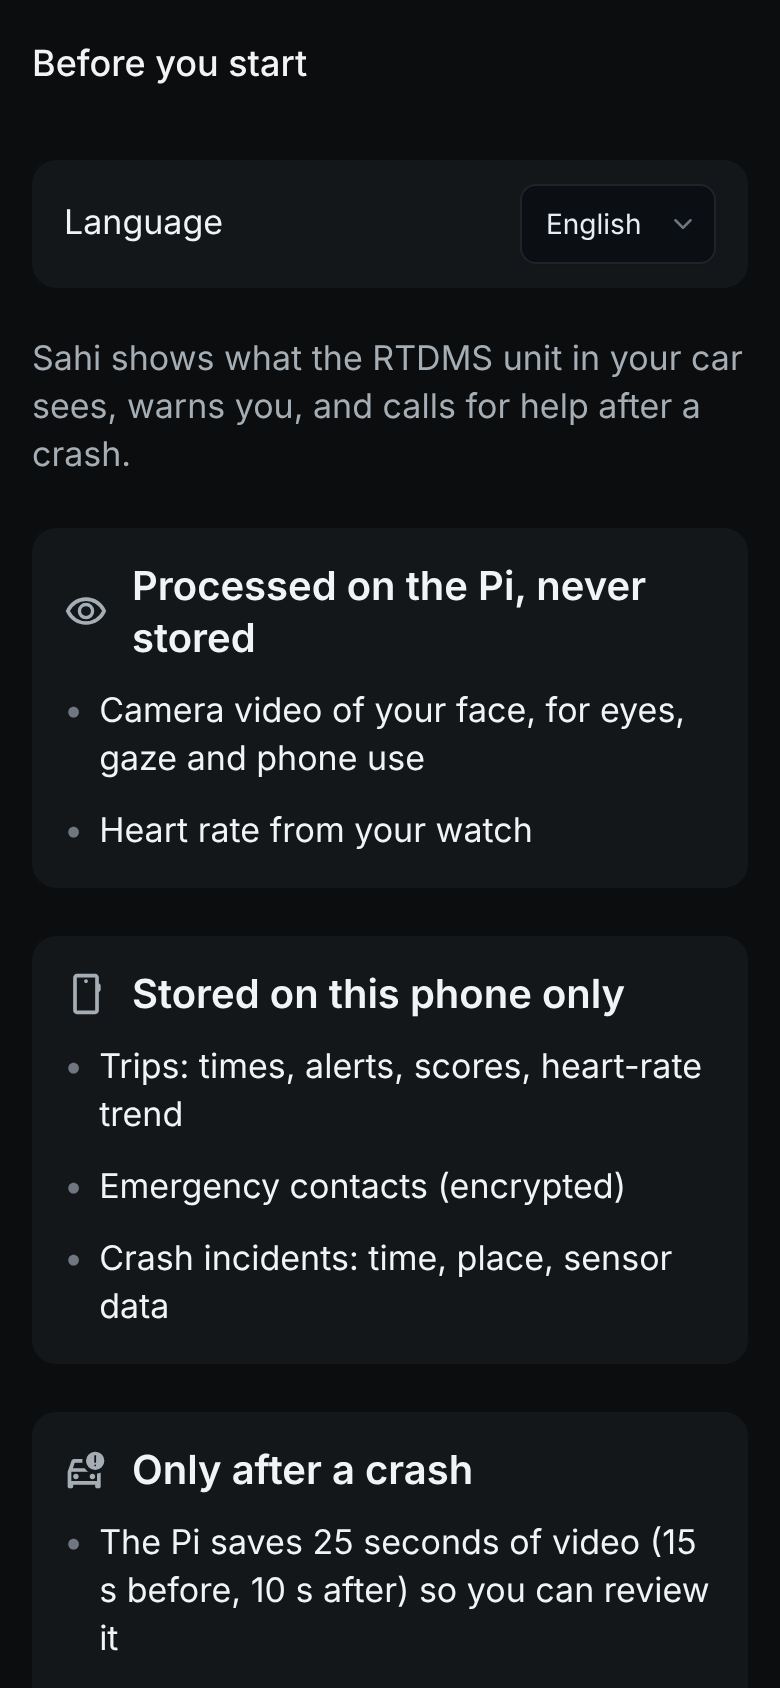 Before you start
Language
English
Sahi shows what the RTDMS unit in your car
sees, warns you, and calls for help after a
crash.
Processed on the Pi, never
stored
• Camera video of your face, for eyes,
gaze and phone use
• Heart rate from your watch
Stored on this phone only
• Trips: times, alerts, scores, heart-rate
trend
• Emergency contacts (encrypted)
• Crash incidents: time, place, sensor
data
Only after a crash
• The Pi saves 25 seconds of video (15
s before, 10 s after) so you can review
it